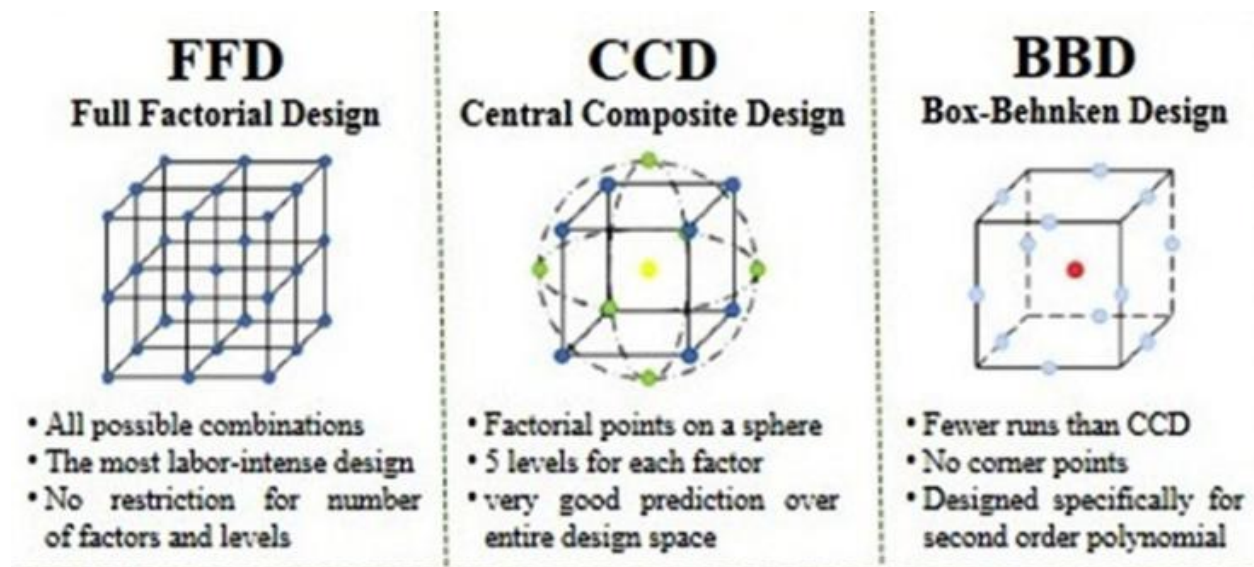 FFD
Full Factorial Design
• All possible combinations
• The most labor-intense design
• No restriction for number
of factors and levels
CCD
Central Composite Design
• Factorial points on a sphere
• 5 levels for each factor
• very good prediction over
entire design space
BBD
Box-Behnken Design
• Fewer runs than CCD
• No corner points
• Designed specifically for
second order polynomial